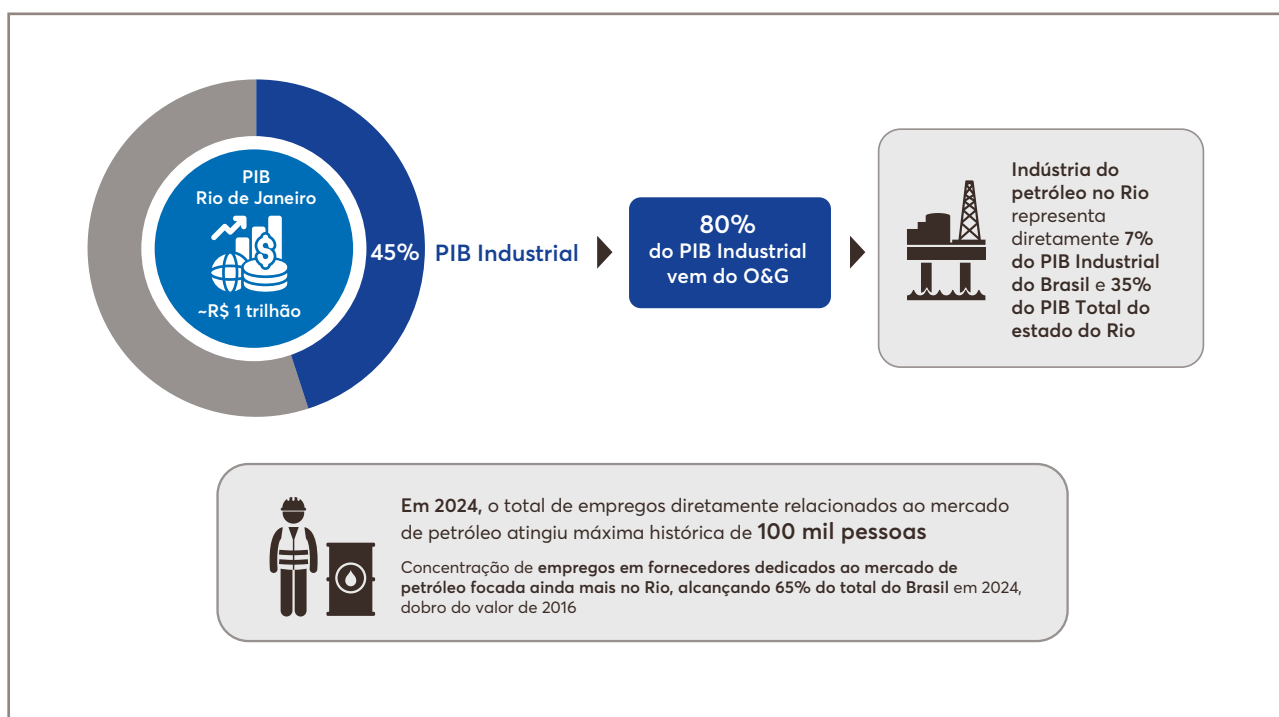 PIB
Rio de Janeiro
~R$ 1 trilhão
45%
PIB Industrial
80%
do PIB Industrial
vem do O&G
Indústria do
petróleo no Rio
representa
diretamente 7%
do PIB Industrial
do Brasil e 35%
do PIB Total do
estado do Rio
Em 2024, o total de empregos diretamente relacionados ao mercado
de petróleo atingiu máxima histórica de 100 mil pessoas
Concentração de empregos em fornecedores dedicados ao mercado de
petróleo focada ainda mais no Rio, alcançando 65% do total do Brasil em 2024,
dobro do valor de 2016